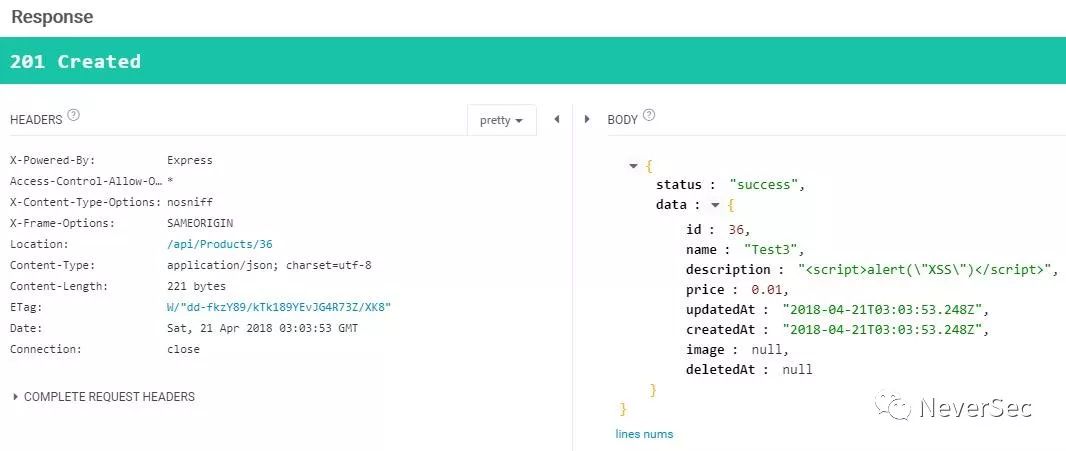 Response
201 Created
HEADERS ?
pretty
BODY ?
X-Powered-By: Express
Access-Control-Allow-O… *
X-Content-Type-Options: nosniff
X-Frame-Options: SAMEORIGIN
Location: /api/Products/36
Content-Type: application/json; charset=utf-8
Content-Length: 221 bytes
ETag: W/"dd-fkzY89/kTk189YEvJG4R73Z/XK8"
Date: Sat, 21 Apr 2018 03:03:53 GMT
Connection: close
COMPLETE REQUEST HEADERS
{
status : "success",
data : {
id : 36,
name : "Test3",
description : "<script>alert(\"XSS\")</script>",
price : 0.01,
updatedAt : "2018-04-21T03:03:53.248Z",
createdAt : "2018-04-21T03:03:53.248Z",
image : null,
deletedAt : null
}
}
lines nums
NeverSec